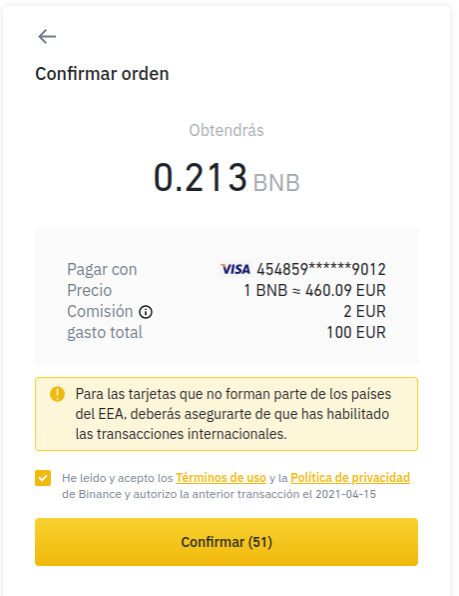 Confirmar orden
Obtendrás
0.213 BNB
Pagar con VISA 454859******9012
Precio 1 BNB ≈ 460.09 EUR
Comisión 2 EUR
gasto total 100 EUR
Para las tarjetas que no forman parte de los países
del EEA, deberás asegurarte de que has habilitado
las transacciones internacionales.
He leído y acepto los Términos de uso y la Política de privacidad
de Binance y autorizo la anterior transacción el 2021-04-15
Confirmar (51)